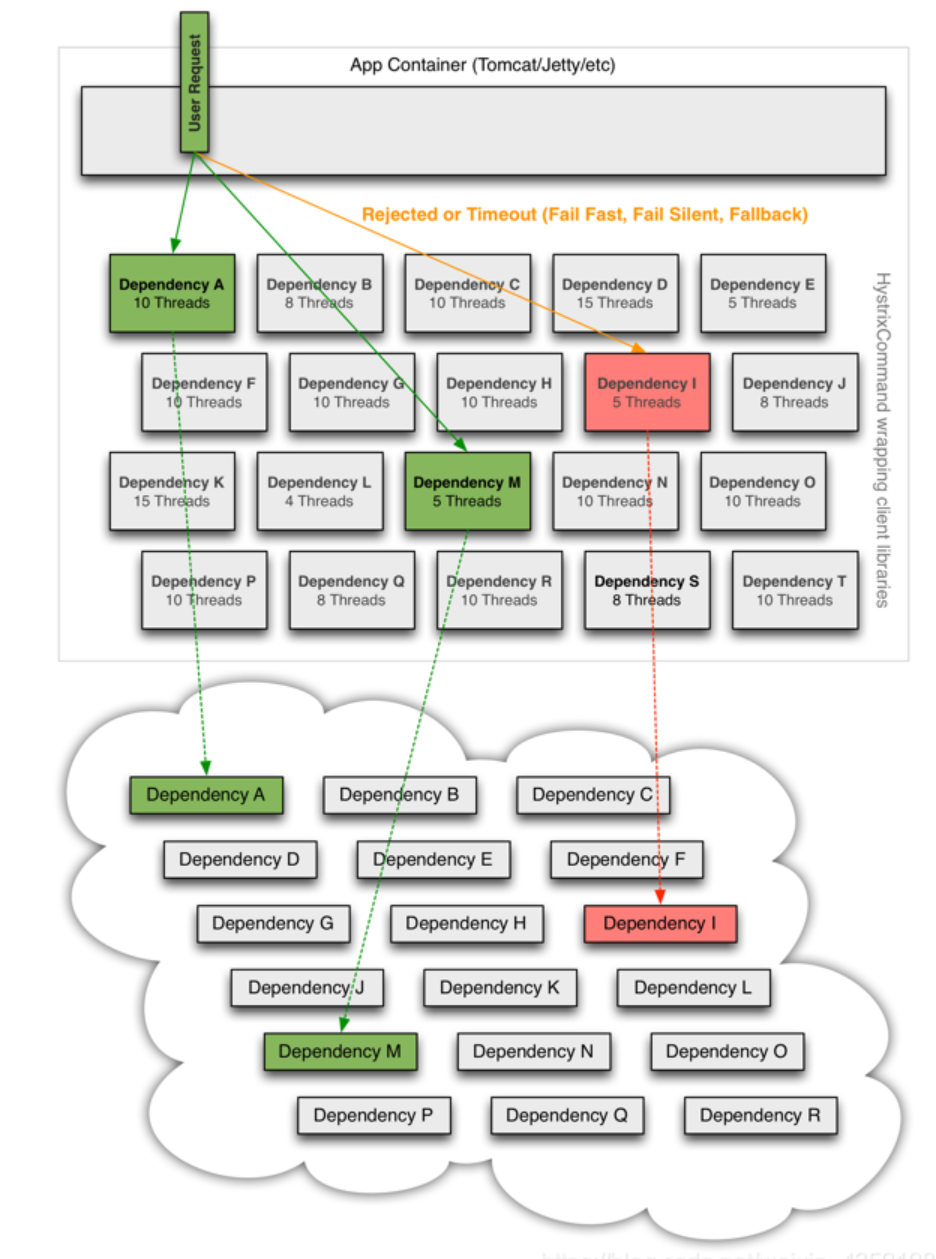 User Request
App Container (Tomcat/Jetty/etc)
Rejected or Timeout (Fail Fast, Fail Silent, Fallback)
Dependency A
10 Threads
Dependency B
8 Threads
Dependency C
10 Threads
Dependency D
15 Threads
Dependency E
5 Threads
Dependency F
10 Threads
Dependency G
10 Threads
Dependency H
10 Threads
Dependency I
5 Threads
Dependency J
8 Threads
Dependency K
15 Threads
Dependency L
4 Threads
Dependency M
5 Threads
Dependency N
10 Threads
Dependency O
10 Threads
Dependency P
10 Threads
Dependency Q
8 Threads
Dependency R
10 Threads
Dependency S
8 Threads
Dependency T
10 Threads
HystrixCommand wrapping client libraries
Dependency A
Dependency B
Dependency C
Dependency D
Dependency E
Dependency F
Dependency G
Dependency H
Dependency I
Dependency J
Dependency K
Dependency L
Dependency M
Dependency N
Dependency O
Dependency P
Dependency Q
Dependency R